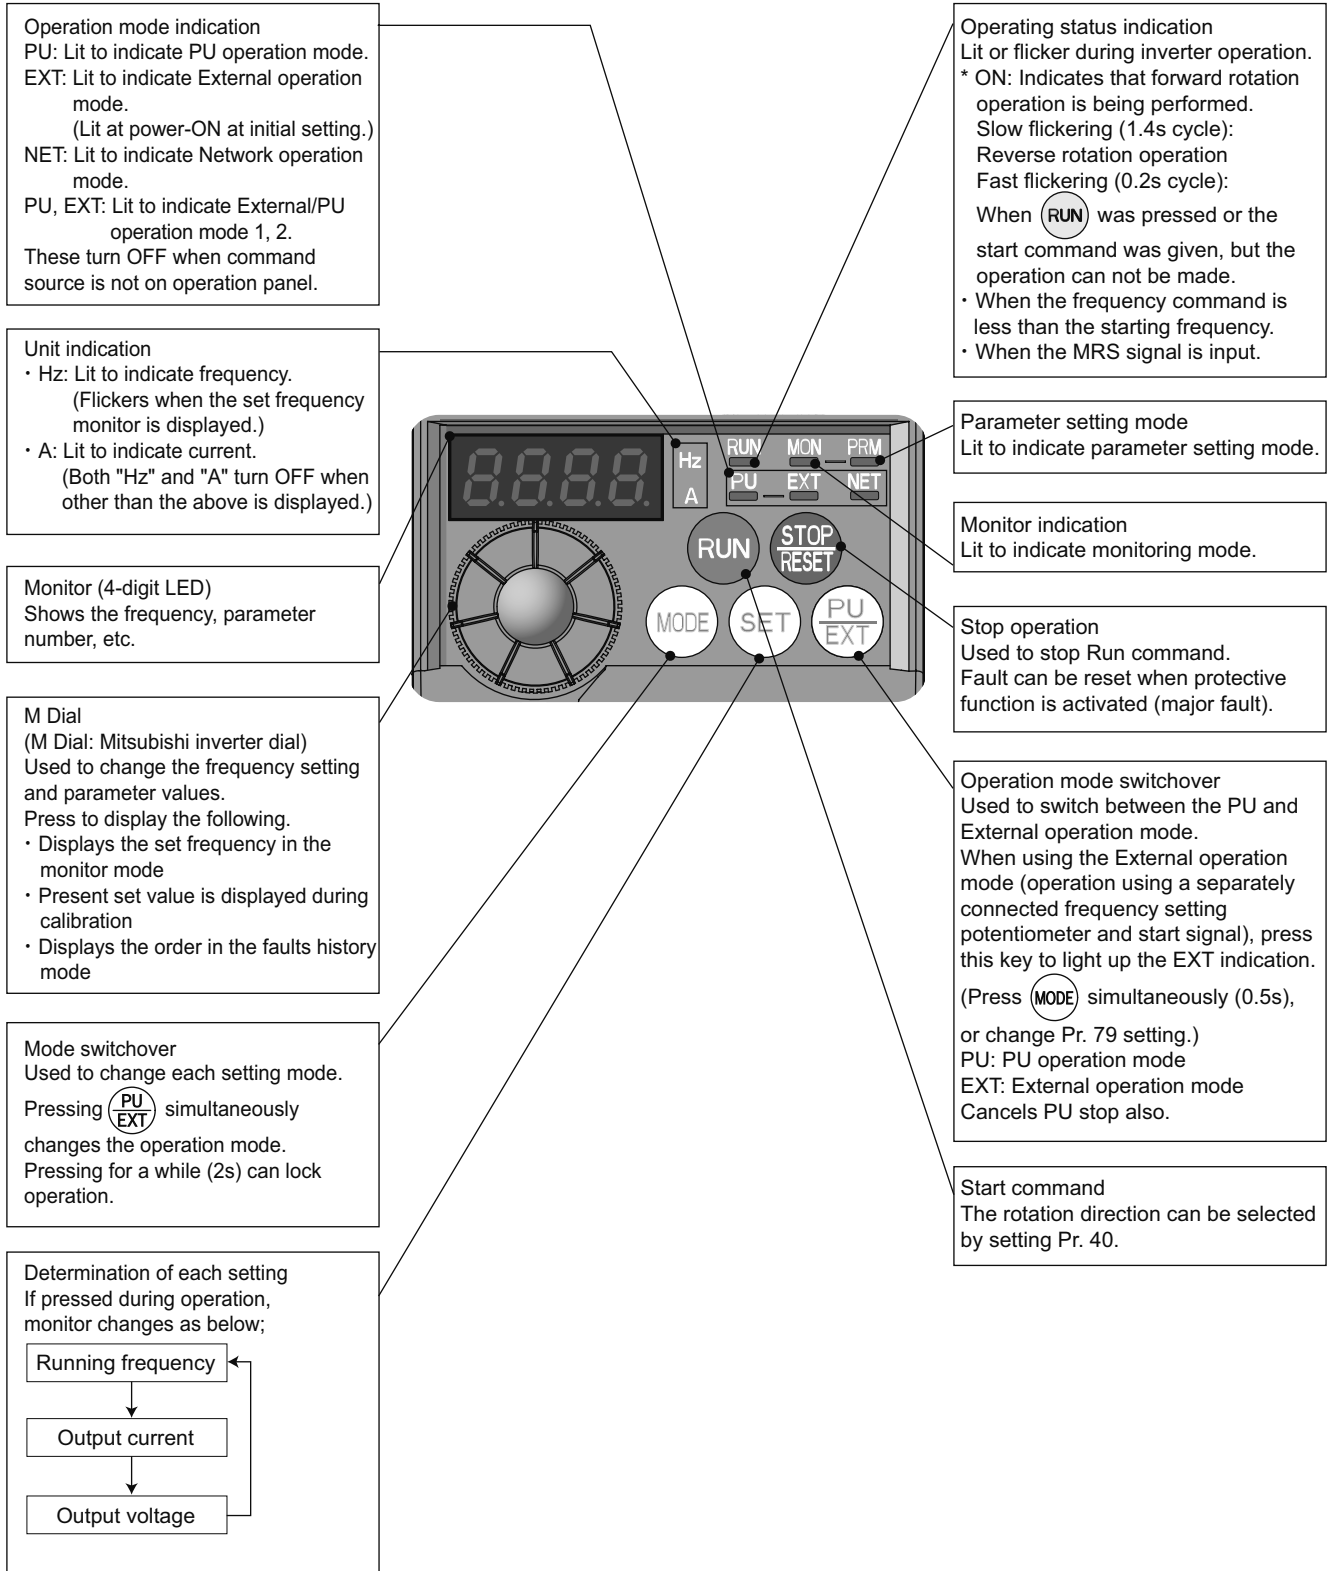 Operation mode indication
PU: Lit to indicate PU operation mode.
EXT: Lit to indicate External operation
mode.
(Lit at power-ON at initial setting.)
NET: Lit to indicate Network operation
mode.
PU, EXT: Lit to indicate External/PU
operation mode 1, 2.
These turn OFF when command
source is not on operation panel.
Unit indication
・Hz: Lit to indicate frequency.
(Flickers when the set frequency
monitor is displayed.)
・A: Lit to indicate current.
(Both "Hz" and "A" turn OFF when
other than the above is displayed.)
Monitor (4-digit LED)
Shows the frequency, parameter
number, etc.
M Dial
(M Dial: Mitsubishi inverter dial)
Used to change the frequency setting
and parameter values.
Press to display the following.
・Displays the set frequency in the
monitor mode
・Present set value is displayed during
calibration
・Displays the order in the faults history
mode
Mode switchover
Used to change each setting mode.
Pressing PU/EXT simultaneously
changes the operation mode.
Pressing for a while (2s) can lock
operation.
Determination of each setting
If pressed during operation,
monitor changes as below;
Running frequency
Output current
Output voltage
8.8.8.8.
Hz
A
RUN MON PRM
PU EXT NET
RUN
STOP
RESET
MODE
SET
PU
EXT
Operating status indication
Lit or flicker during inverter operation.
* ON: Indicates that forward rotation
operation is being performed.
Slow flickering (1.4s cycle):
Reverse rotation operation
Fast flickering (0.2s cycle):
When RUN was pressed or the
start command was given, but the
operation can not be made.
・When the frequency command is
less than the starting frequency.
・When the MRS signal is input.
Parameter setting mode
Lit to indicate parameter setting mode.
Monitor indication
Lit to indicate monitoring mode.
Stop operation
Used to stop Run command.
Fault can be reset when protective
function is activated (major fault).
Operation mode switchover
Used to switch between the PU and
External operation mode.
When using the External operation
mode (operation using a separately
connected frequency setting
potentiometer and start signal), press
this key to light up the EXT indication.
(Press MODE simultaneously (0.5s),
or change Pr. 79 setting.)
PU: PU operation mode
EXT: External operation mode
Cancels PU stop also.
Start command
The rotation direction can be selected
by setting Pr. 40.